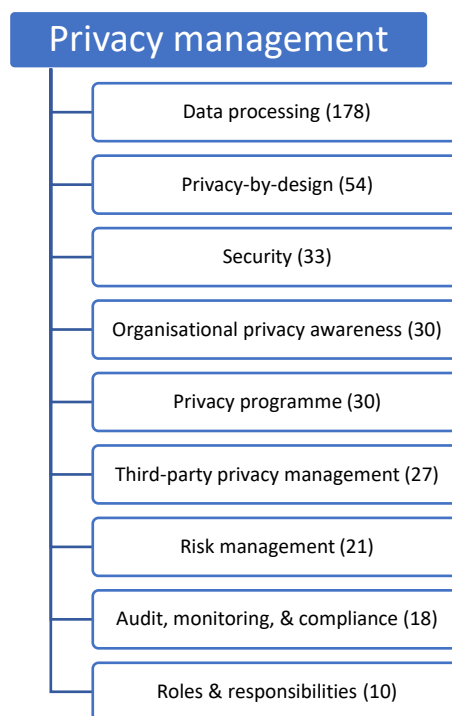 Privacy management
Data processing (178)
Privacy-by-design (54)
Security (33)
Organisational privacy awareness (30)
Privacy programme (30)
Third-party privacy management (27)
Risk management (21)
Audit, monitoring, & compliance (18)
Roles & responsibilities (10)